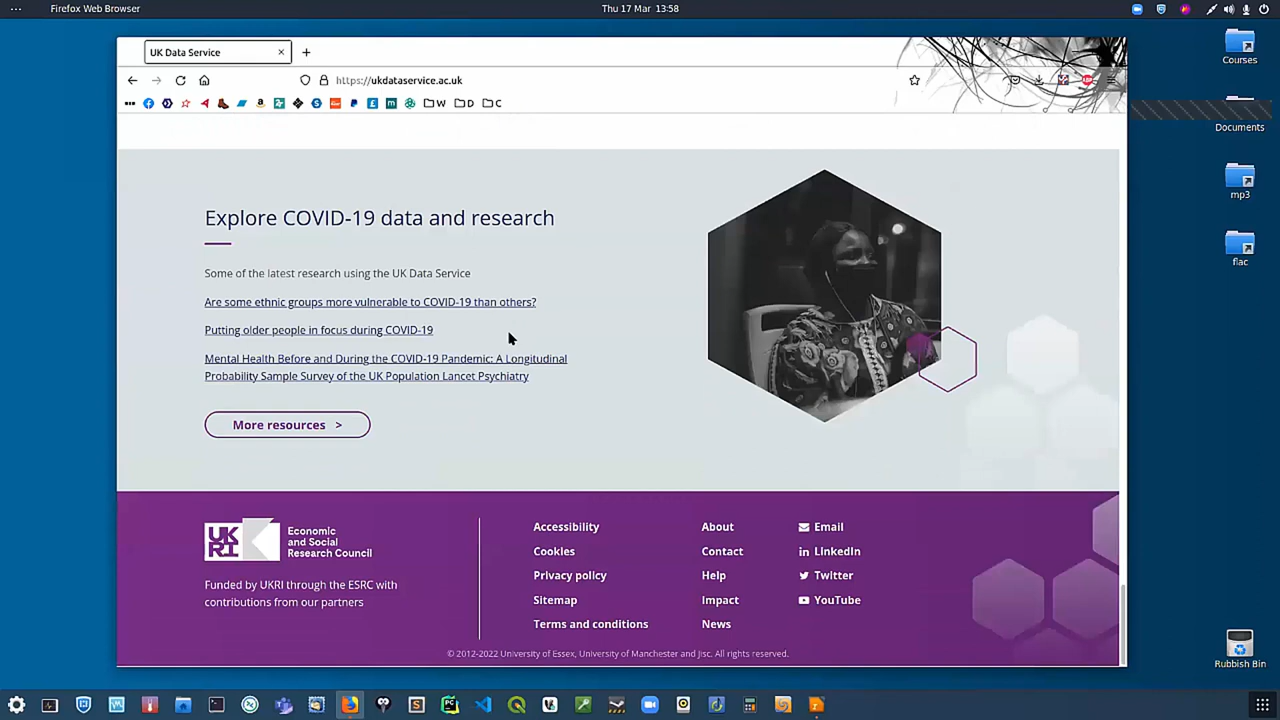 Firefox Web Browser
Thu 17 Mar 13:58
UK Data Service
https://ukdataservice.ac.uk
W
D
C
Courses
Documents
mp3
flac
Rubbish Bin
Explore COVID-19 data and research
Some of the latest research using the UK Data Service
Are some ethnic groups more vulnerable to COVID-19 than others?
Putting older people in focus during COVID-19
Mental Health Before and During the COVID-19 Pandemic: A Longitudinal
Probability Sample Survey of the UK Population Lancet Psychiatry
More resources >
UK
RI
Economic
and Social
Research Council
Funded by UKRI through the ESRC with
contributions from our partners
Accessibility
Cookies
Privacy policy
Sitemap
Terms and conditions
About
Contact
Help
Impact
News
Email
LinkedIn
Twitter
YouTube
© 2012-2022 University of Essex, University of Manchester and Jisc. All rights reserved.